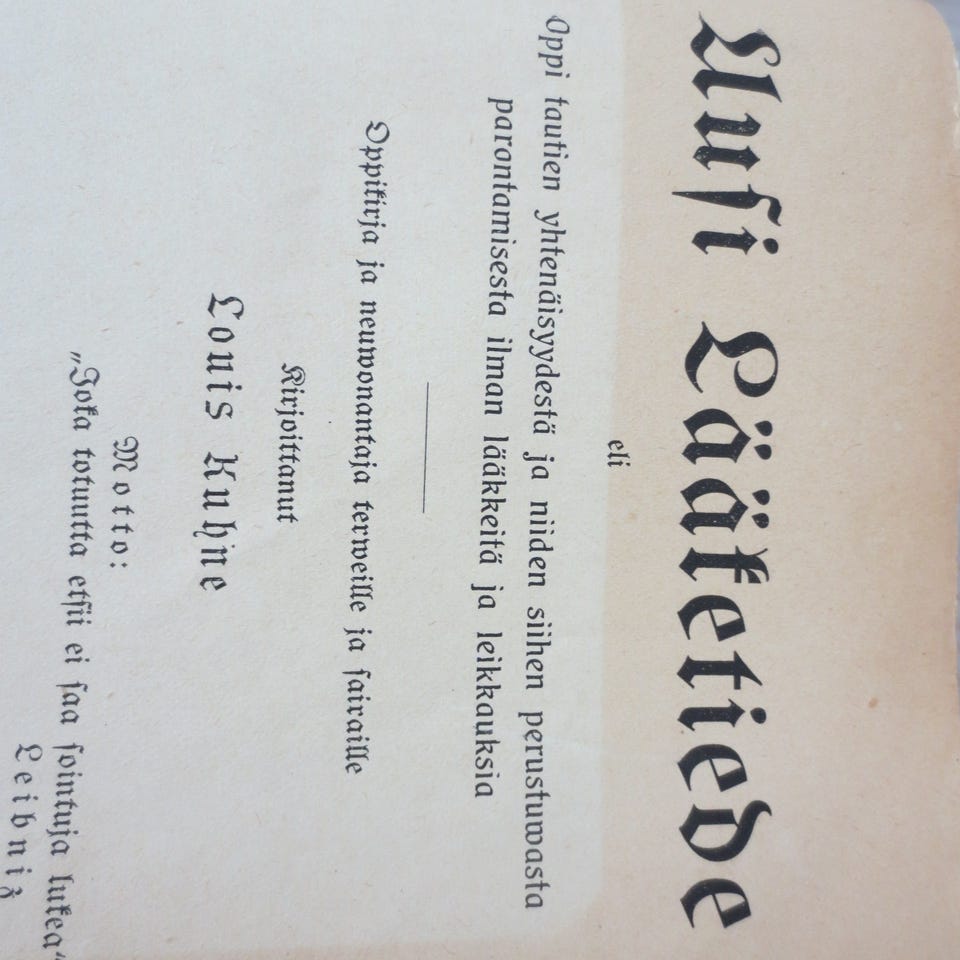 Uusi Lääketiede
eli
Oppi tautien yhtenäisyydestä ja niiden siihen perustuwasta
parantamisesta ilman lääkkeitä ja leikkauksia
Oppikirja ja neuwonantaja terweille ja sairaille
Kirjoittanut
Louis Kuhne
Motto:
„Joka totuutta etsii ei saa sointuja lukea“
Leibniz